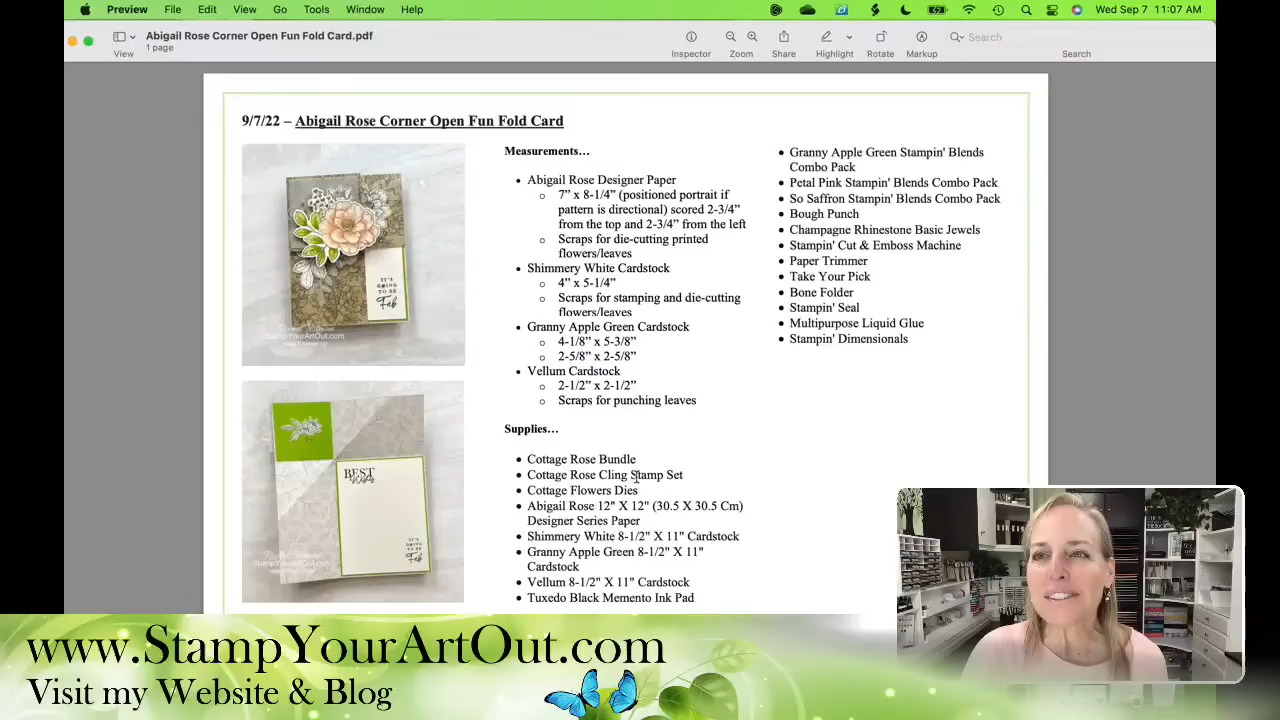 Preview File Edit View Go Tools Window Help
Wed Sep 7 11:07 AM
Abigail Rose Corner Open Fun Fold Card.pdf
1 page
View
Inspector
Zoom
Share
Highlight
Rotate
Markup
Search
Search
9/7/22 – Abigail Rose Corner Open Fun Fold Card
IT'S
GOING
TO BE
Fab
StampYourArtOut.com
BEST
Wishes
IT'S
GOING
TO BE
Fab
StampYourArtOut.com
Measurements…
• Abigail Rose Designer Paper
o 7” x 8-1/4” (positioned portrait if
pattern is directional) scored 2-3/4”
from the top and 2-3/4” from the left
o Scraps for die-cutting printed
flowers/leaves
• Shimmery White Cardstock
o 4” x 5-1/4”
o Scraps for stamping and die-cutting
flowers/leaves
• Granny Apple Green Cardstock
o 4-1/8” x 5-3/8”
o 2-5/8” x 2-5/8”
• Vellum Cardstock
o 2-1/2” x 2-1/2”
o Scraps for punching leaves
Supplies…
• Cottage Rose Bundle
• Cottage Rose Cling Stamp Set
• Cottage Flowers Dies
• Abigail Rose 12" X 12" (30.5 X 30.5 Cm)
Designer Series Paper
• Shimmery White 8-1/2" X 11" Cardstock
• Granny Apple Green 8-1/2" X 11"
Cardstock
• Vellum 8-1/2" X 11" Cardstock
• Tuxedo Black Memento Ink Pad
• Granny Apple Green Stampin' Blends
Combo Pack
• Petal Pink Stampin' Blends Combo Pack
• So Saffron Stampin' Blends Combo Pack
• Bough Punch
• Champagne Rhinestone Basic Jewels
• Stampin' Cut & Emboss Machine
• Paper Trimmer
• Take Your Pick
• Bone Folder
• Stampin' Seal
• Multipurpose Liquid Glue
• Stampin' Dimensionals
www.StampYourArtOut.com
Visit my Website & Blog